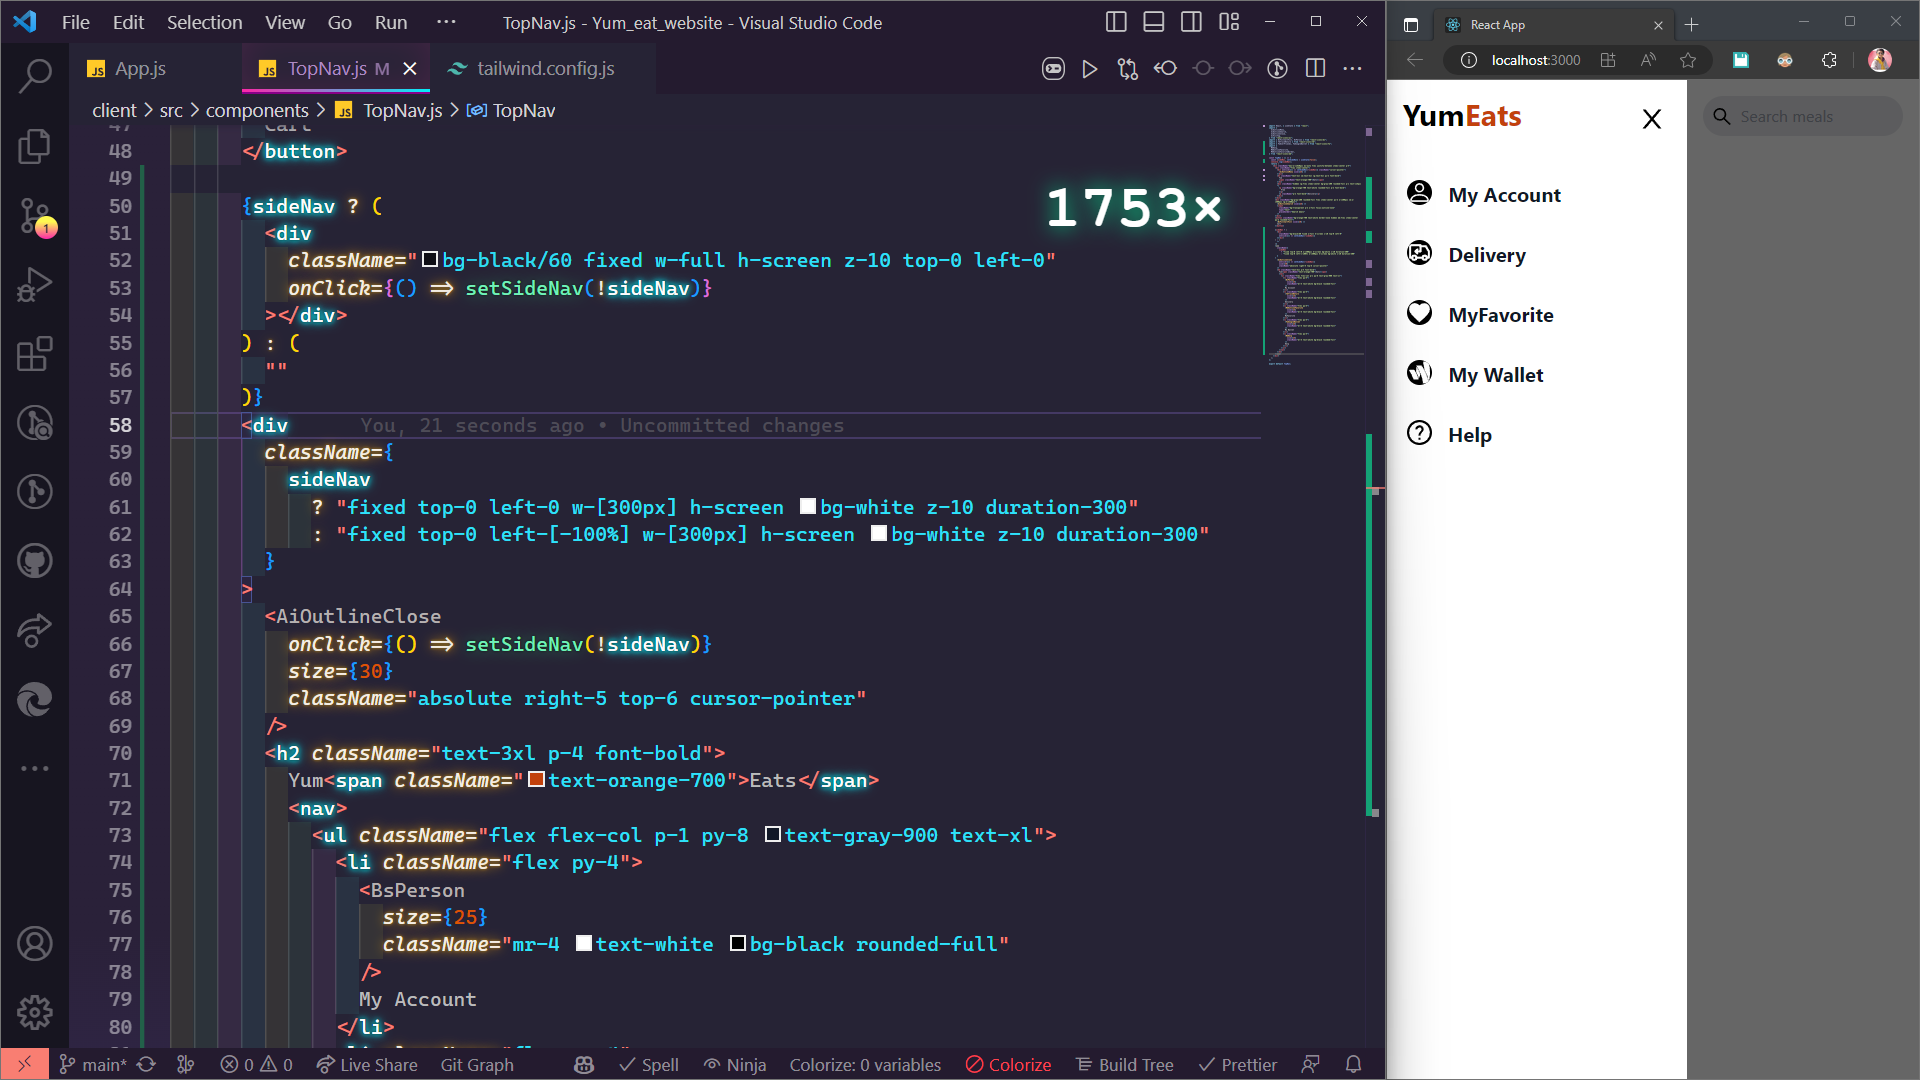 File Edit Selection View Go Run ··· TopNav.js - Yum_eat_website - Visual Studio Code
JS App.js JS TopNav.js M tailwind.config.js
client > src > components > JS TopNav.js > TopNav
47 Cart
48 </button>
49
50 {sideNav ? (
51 <div
52 className="bg-black/60 fixed w-full h-screen z-10 top-0 left-0"
53 onClick={() => setSideNav(!sideNav)}
54 ></div>
55 ) : (
56 ""
57 )}
58 <div You, 21 seconds ago • Uncommitted changes
59 className={
60 sideNav
61 ? "fixed top-0 left-0 w-[300px] h-screen bg-white z-10 duration-300"
62 : "fixed top-0 left-[-100%] w-[300px] h-screen bg-white z-10 duration-300"
63 }
64 >
65 <AiOutlineClose
66 onClick={() => setSideNav(!sideNav)}
67 size={30}
68 className="absolute right-5 top-6 cursor-pointer"
69 />
70 <h2 className="text-3xl p-4 font-bold">
71 Yum<span className="text-orange-700">Eats</span>
72 <nav>
73 <ul className="flex flex-col p-1 py-8 text-gray-900 text-xl">
74 <li className="flex py-4">
75 <BsPerson
76 size={25}
77 className="mr-4 text-white bg-black rounded-full"
78 />
79 My Account
80 </li>
1753×
1
main* 0 0 Live Share Git Graph Spell Ninja Colorize: 0 variables Colorize Build Tree Prettier
React App
localhost:3000
YumEats
Search meals
My Account
Delivery
MyFavorite
My Wallet
Help